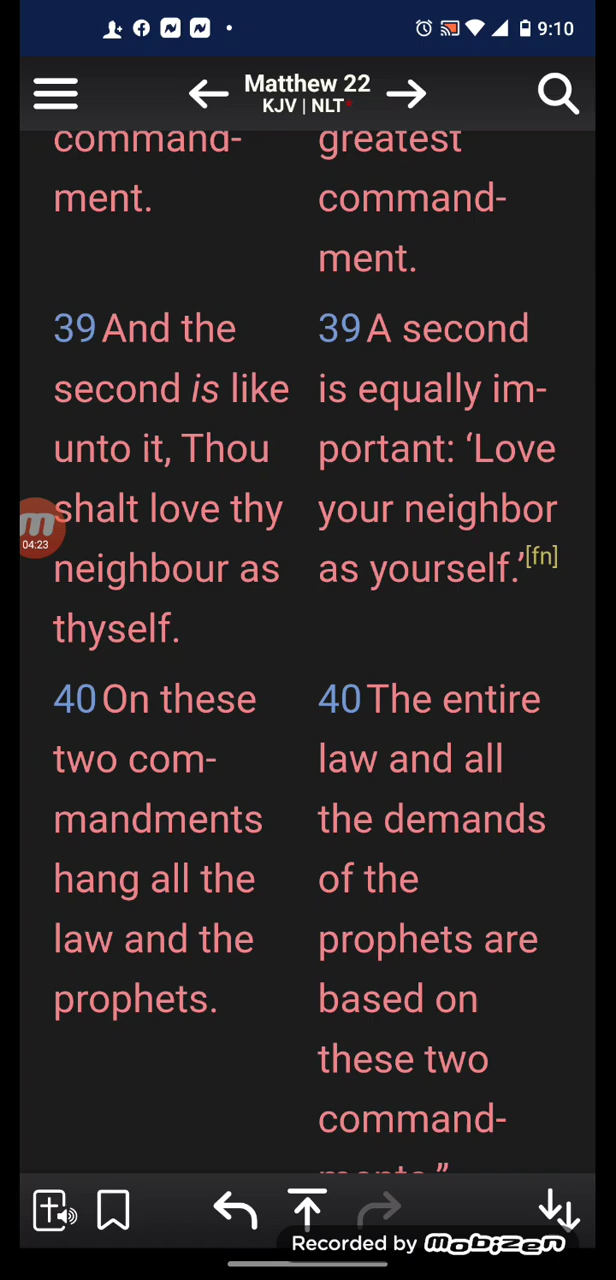 9:10
Matthew 22
KJV | NLT*
command-
ment.
39 And the
second is like
unto it, Thou
shalt love thy
neighbour as
thyself.
40 On these
two com-
mandments
hang all the
law and the
prophets.
greatest
command-
ment.
39 A second
is equally im-
portant: ‘Love
your neighbor
as yourself.’[fn]
40 The entire
law and all
the demands
of the
prophets are
based on
these two
command-
ments.”
04:23
Recorded by mobizen